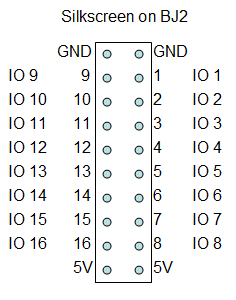 Silkscreen on BJ2
GND GND
IO 9 9 1 IO 1
IO 10 10 2 IO 2
IO 11 11 3 IO 3
IO 12 12 4 IO 4
IO 13 13 5 IO 5
IO 14 14 6 IO 6
IO 15 15 7 IO 7
IO 16 16 8 IO 8
5V 5V